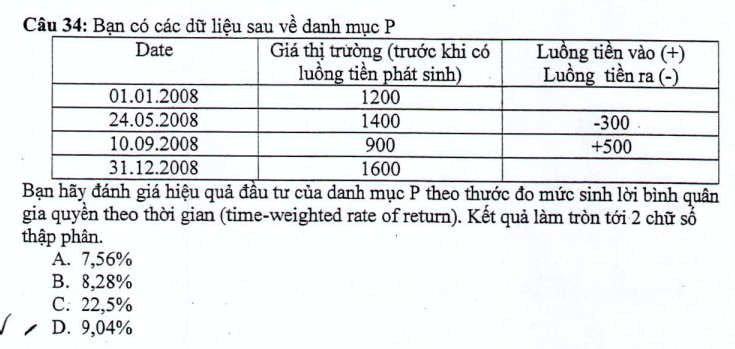 Câu 34: Bạn có các dữ liệu sau về danh mục P
Date Giá thị trường (trước khi có luồng tiền phát sinh) Luồng tiền vào (+) Luồng tiền ra (-)
01.01.2008 1200
24.05.2008 1400 -300
10.09.2008 900 +500
31.12.2008 1600
Bạn hãy đánh giá hiệu quả đầu tư của danh mục P theo thước đo mức sinh lời bình quân
gia quyền theo thời gian (time-weighted rate of return). Kết quả làm tròn tới 2 chữ số
thập phân.
A. 7,56%
B. 8,28%
C. 22,5%
D. 9,04%